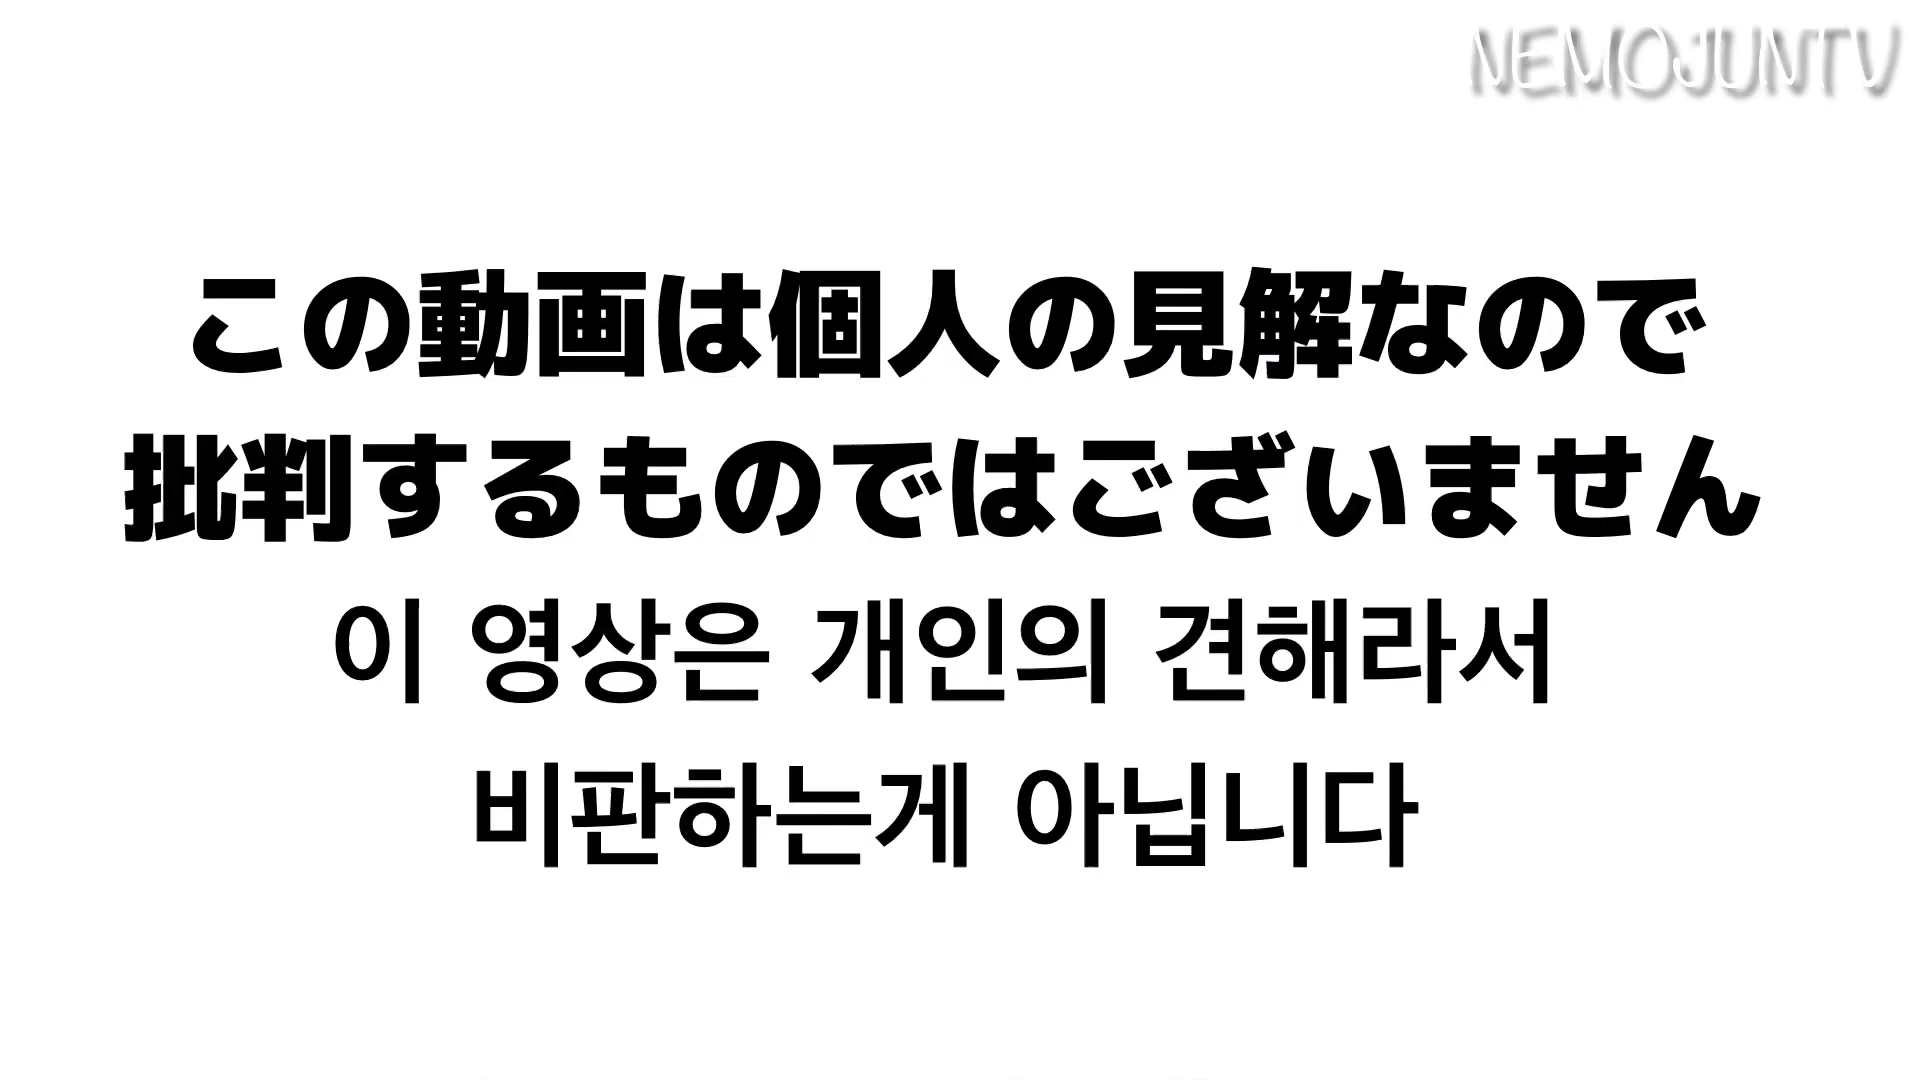 NEMOJUNTV
この動画は個人の見解なので
批判するものではございません
이 영상은 개인의 견해라서
비판하는게 아닙니다